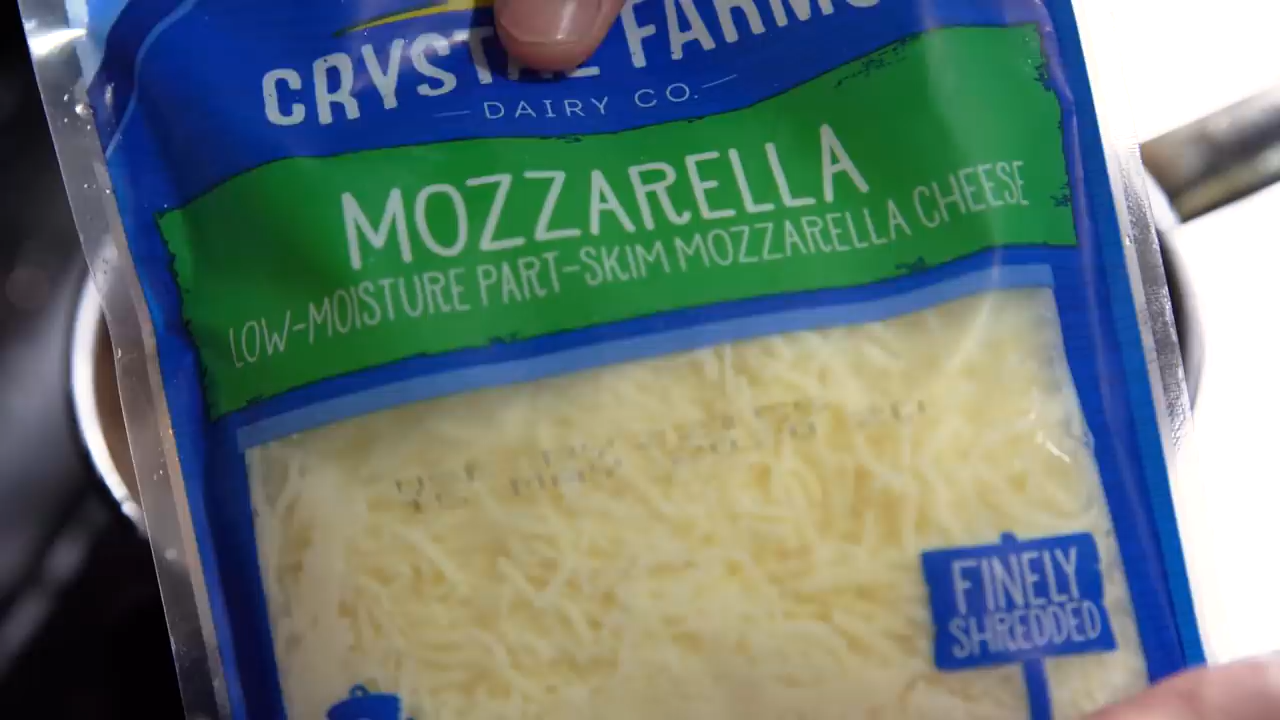 CRYSTAL FARMS
DAIRY CO.
MOZZARELLA
LOW-MOISTURE PART-SKIM MOZZARELLA CHEESE
FINELY
SHREDDED